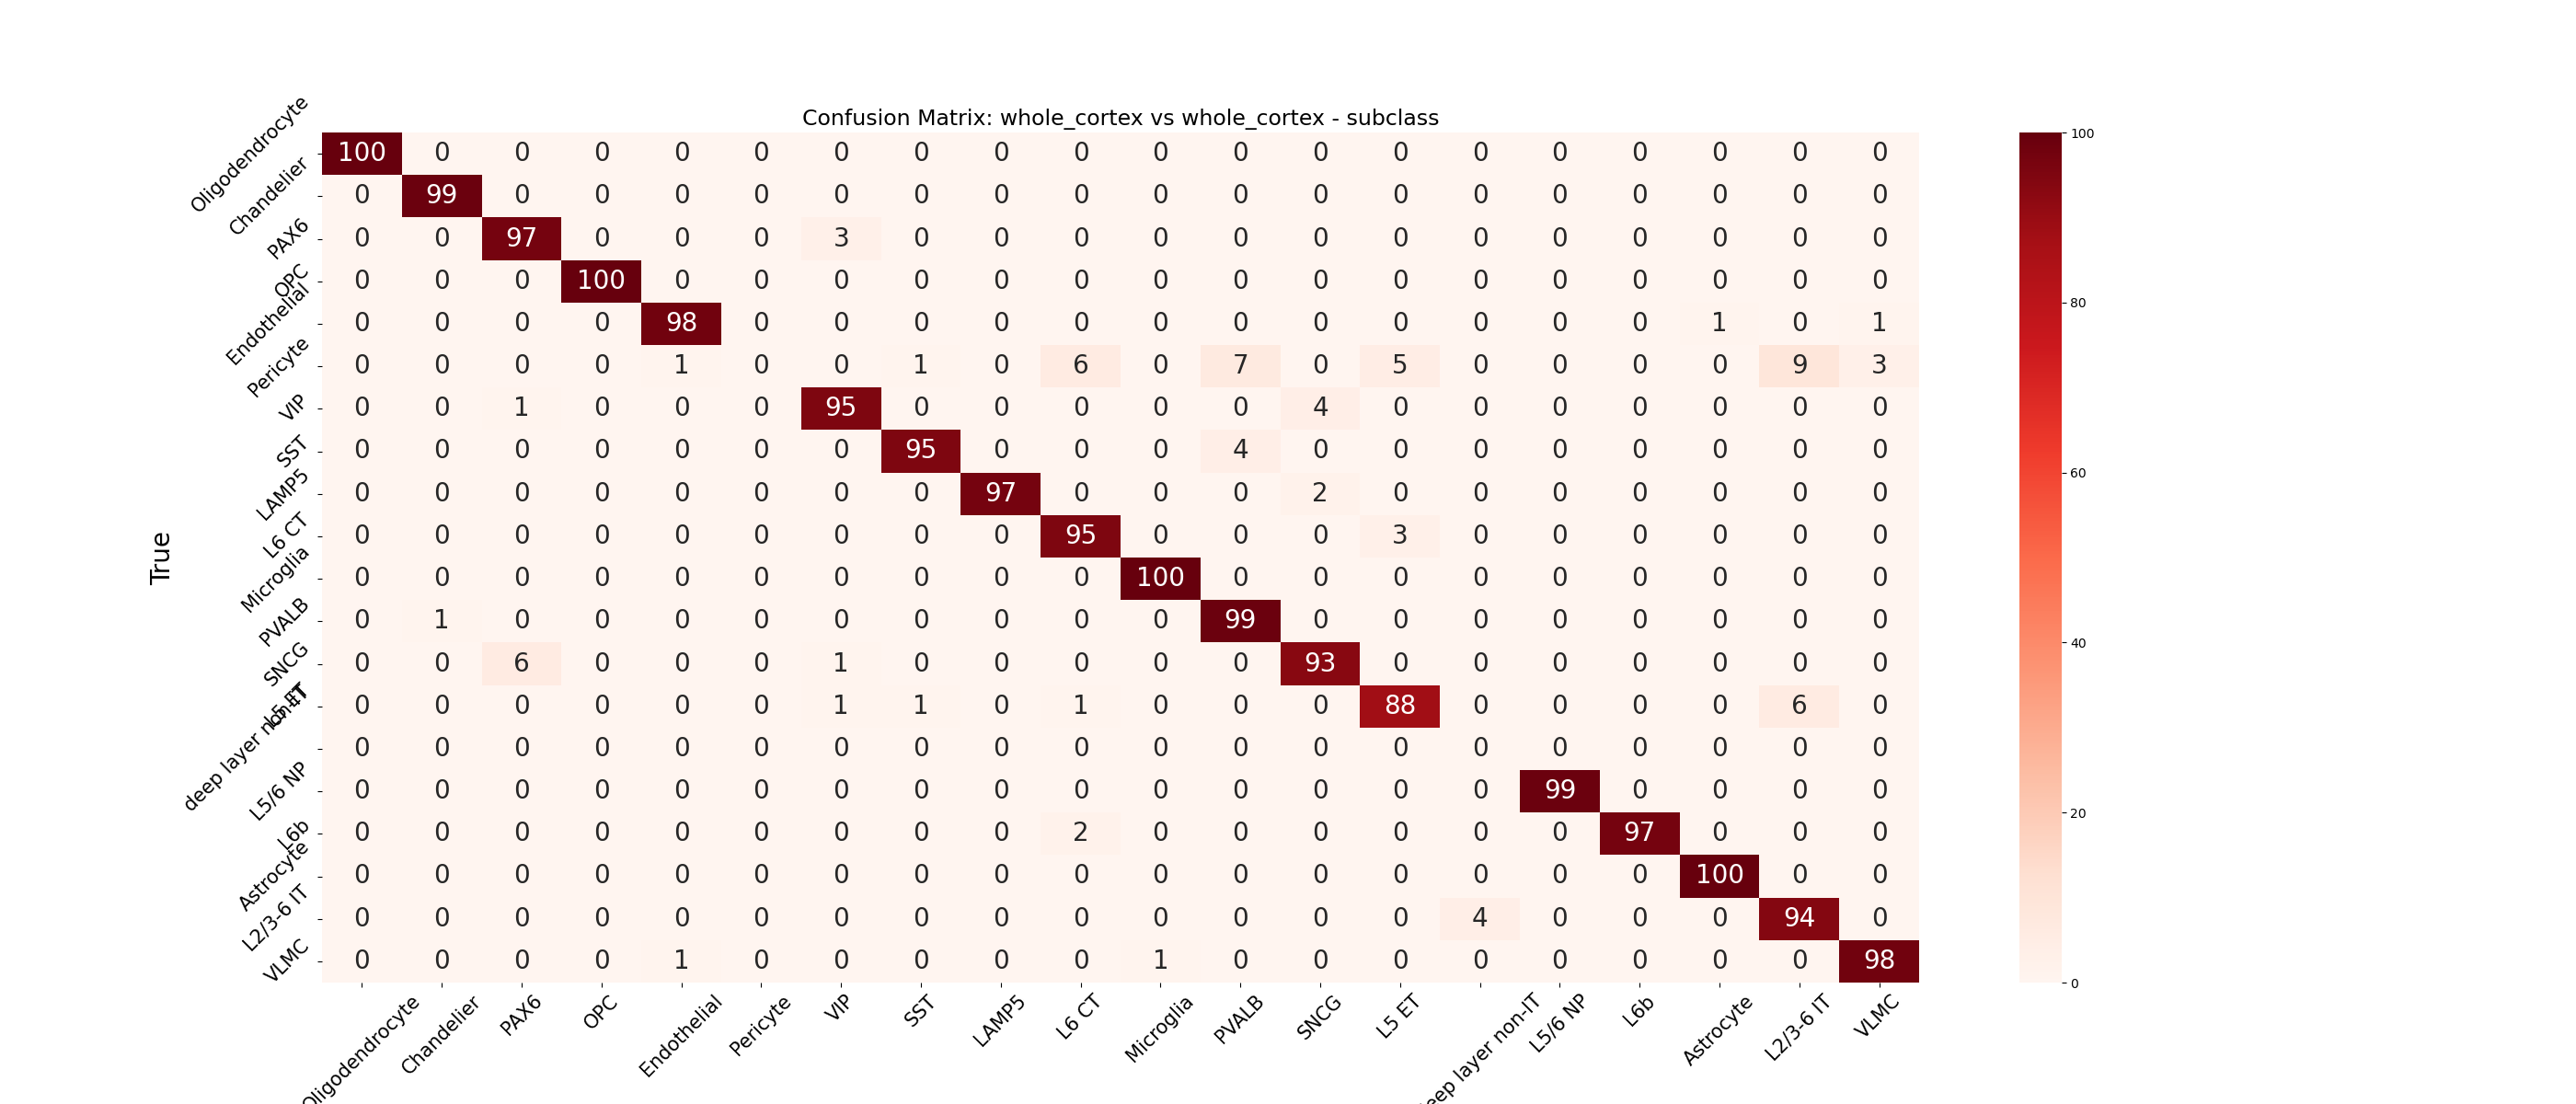 Confusion Matrix: whole_cortex vs whole_cortex - subclass
True
Oligodendrocyte 100 0 0 0 0 0 0 0 0 0 0 0 0 0 0 0 0 0 0 0
Chandelier 0 99 0 0 0 0 0 0 0 0 0 0 0 0 0 0 0 0 0 0
PAX6 0 0 97 0 0 0 3 0 0 0 0 0 0 0 0 0 0 0 0 0
OPC 0 0 0 100 0 0 0 0 0 0 0 0 0 0 0 0 0 0 0 0
Endothelial 0 0 0 0 98 0 0 0 0 0 0 0 0 0 0 0 0 1 0 1
Pericyte 0 0 0 0 1 0 0 1 0 6 0 7 0 5 0 0 0 0 9 3
VIP 0 0 1 0 0 0 95 0 0 0 0 0 4 0 0 0 0 0 0 0
SST 0 0 0 0 0 0 0 95 0 0 0 4 0 0 0 0 0 0 0 0
LAMP5 0 0 0 0 0 0 0 0 97 0 0 0 2 0 0 0 0 0 0 0
L6 CT 0 0 0 0 0 0 0 0 0 95 0 0 0 3 0 0 0 0 0 0
Microglia 0 0 0 0 0 0 0 0 0 0 100 0 0 0 0 0 0 0 0 0
PVALB 0 1 0 0 0 0 0 0 0 0 0 99 0 0 0 0 0 0 0 0
SNCG 0 0 6 0 0 0 1 0 0 0 0 0 93 0 0 0 0 0 0 0
L5 ET 0 0 0 0 0 0 1 1 0 1 0 0 0 88 0 0 0 0 6 0
deep layer non-IT 0 0 0 0 0 0 0 0 0 0 0 0 0 0 0 0 0 0 0 0
L5/6 NP 0 0 0 0 0 0 0 0 0 0 0 0 0 0 0 99 0 0 0 0
L6b 0 0 0 0 0 0 0 0 0 2 0 0 0 0 0 0 97 0 0 0
Astrocyte 0 0 0 0 0 0 0 0 0 0 0 0 0 0 0 0 0 100 0 0
L2/3-6 IT 0 0 0 0 0 0 0 0 0 0 0 0 0 0 4 0 0 0 94 0
VLMC 0 0 0 0 1 0 0 0 0 0 1 0 0 0 0 0 0 0 0 98
Oligodendrocyte Chandelier PAX6 OPC Endothelial Pericyte VIP SST LAMP5 L6 CT Microglia PVALB SNCG L5 ET eep layer non-IT L5/6 NP L6b Astrocyte L2/3-6 IT VLMC
100
80
60
40
20
0